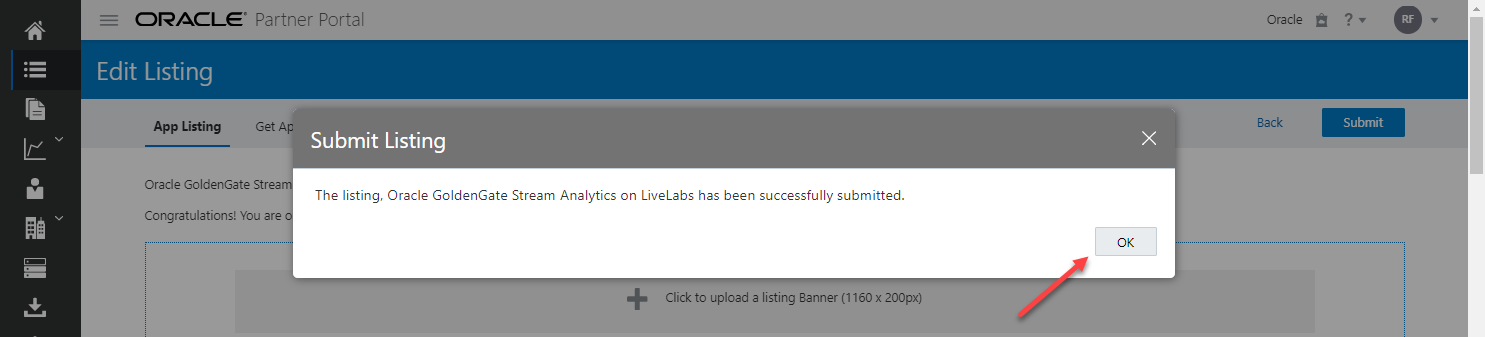 ORACLE Partner Portal
Oracle
?
RF
Edit Listing
App Listing
Get Ap
Back
Submit
Submit Listing
Oracle GoldenGate Stream
The listing, Oracle GoldenGate Stream Analytics on LiveLabs has been successfully submitted.
Congratulations! You are o
OK
Click to upload a listing Banner (1160 x 200px)